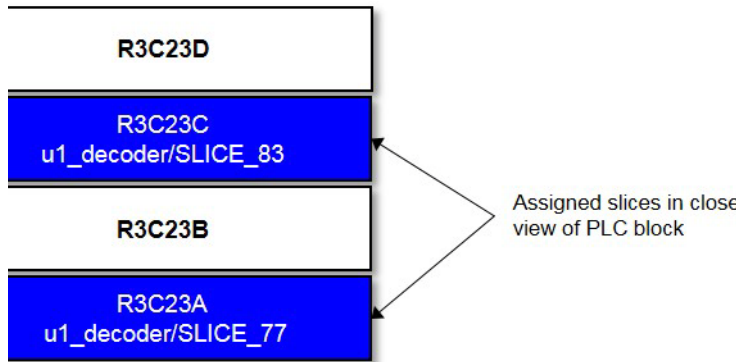 R3C23D
R3C23C
u1_decoder/SLICE_83
R3C23B
R3C23A
u1_decoder/SLICE_77
Assigned slices in close
view of PLC block